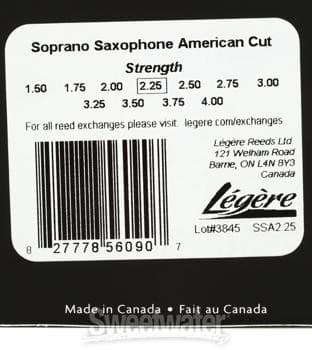 Soprano Saxophone American Cut
Strength
1.50 1.75 2.00 2.25 2.50 2.75 3.00
3.25 3.50 3.75 4.00
For all reed exchanges please visit: legere.com/exchanges
Légère Reeds Ltd
121 Welham Road
Barrie, ON L4N 8Y3
Canada
Légère
Lot#3845 SSA2.25
8 27778 56090 7
Made in Canada • Fait au Canada
Sweetwater